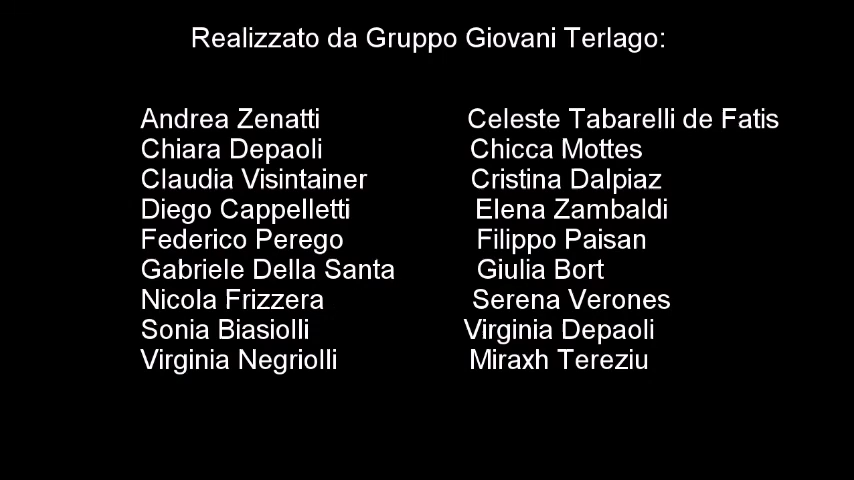 Realizzato da Gruppo Giovani Terlago:
Andrea Zenatti
Chiara Depaoli
Claudia Visintainer
Diego Cappelletti
Federico Perego
Gabriele Della Santa
Nicola Frizzera
Sonia Biasiolli
Virginia Negriolli
Celeste Tabarelli de Fatis
Chicca Mottes
Cristina Dalpiaz
Elena Zambaldi
Filippo Paisan
Giulia Bort
Serena Verones
Virginia Depaoli
Miraxh Tereziu